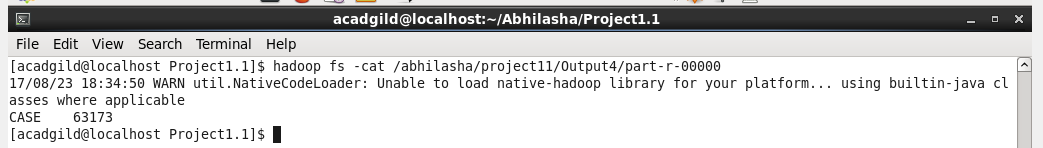 acadgild@localhost:~/Abhilasha/Project1.1
File Edit View Search Terminal Help
[acadgild@localhost Project1.1]$ hadoop fs -cat /abhilasha/project11/Output4/part-r-00000
17/08/23 18:34:50 WARN util.NativeCodeLoader: Unable to load native-hadoop library for your platform... using builtin-java cl
asses where applicable
CASE    63173
[acadgild@localhost Project1.1]$